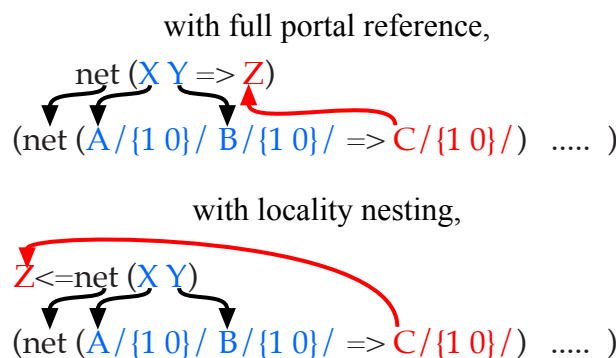 with full portal reference,
net (X Y => Z)
(net (A/{1 0}/ B/{1 0}/ => C/{1 0}/) ..... )
with locality nesting,
Z<=net (X Y)
(net (A/{1 0}/ B/{1 0}/ => C/{1 0}/) ..... )